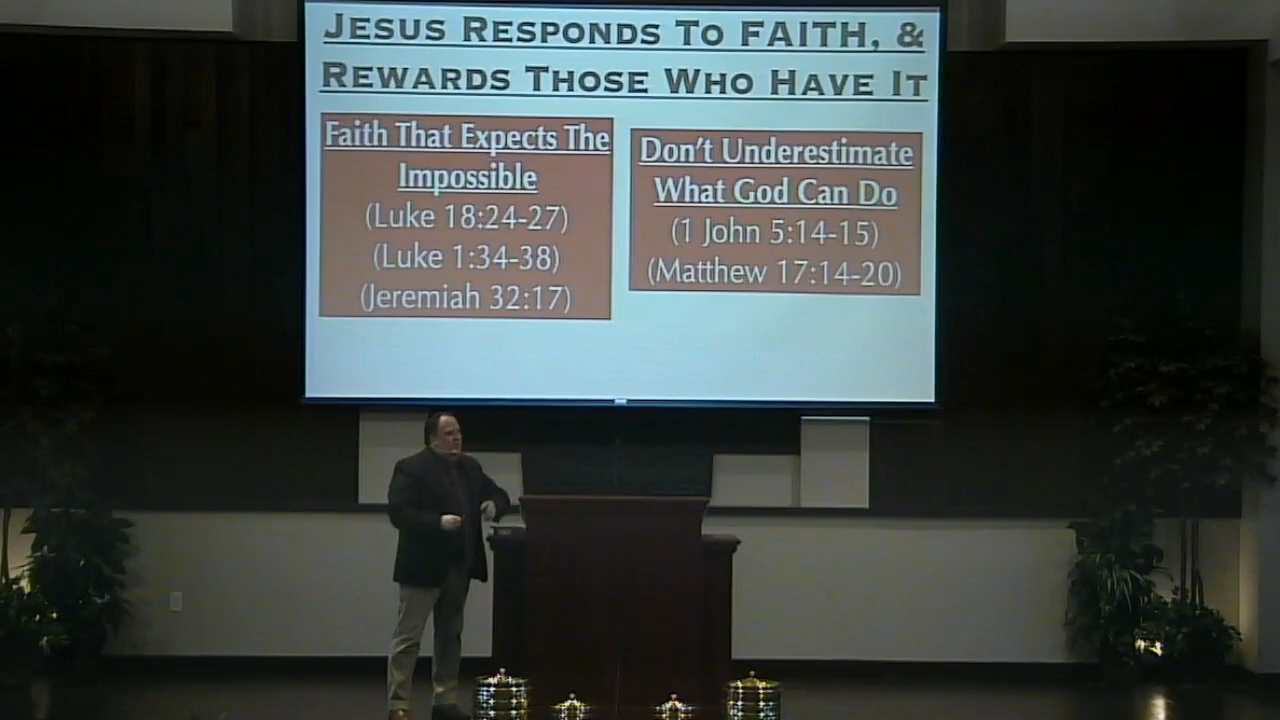 JESUS RESPONDS TO FAITH, &
REWARDS THOSE WHO HAVE IT
Faith That Expects The
Impossible
(Luke 18:24-27)
(Luke 1:34-38)
(Jeremiah 32:17)
Don't Underestimate
What God Can Do
(1 John 5:14-15)
(Matthew 17:14-20)